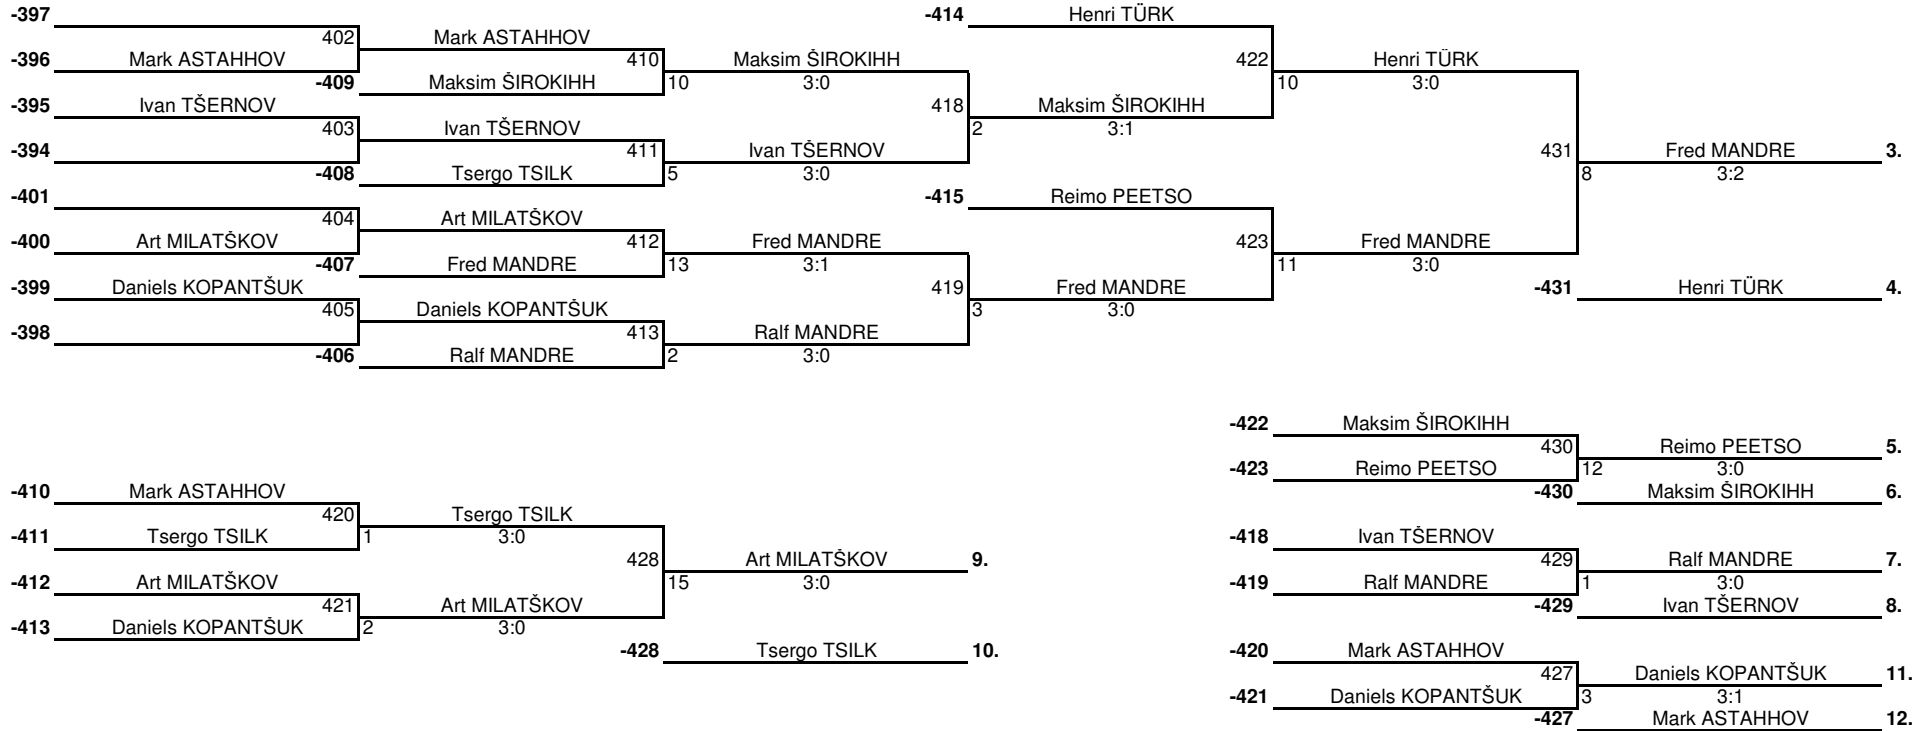 -397 -414 Henri TÜRK
402 Mark ASTAHHOV
-396 Mark ASTAHHOV 410 Maksim ŠIROKIHH 422 Henri TÜRK
-409 Maksim ŠIROKIHH 10 3:0 10 3:0
-395 Ivan TŠERNOV 418 Maksim ŠIROKIHH
403 Ivan TŠERNOV 2 3:1
-394 411 Ivan TŠERNOV 431 Fred MANDRE 3.
-408 Tsergo TSILK 5 3:0 8 3:2
-401 -415 Reimo PEETSO
404 Art MILATŠKOV
-400 Art MILATŠKOV 412 Fred MANDRE 423 Fred MANDRE
-407 Fred MANDRE 13 3:1 11 3:0
-399 Daniels KOPANTŠUK 419 Fred MANDRE -431 Henri TÜRK 4.
405 Daniels KOPANTŠUK 3 3:0
-398 413 Ralf MANDRE
-406 Ralf MANDRE 2 3:0
-422 Maksim ŠIROKIHH
430 Reimo PEETSO 5.
-423 Reimo PEETSO 12 3:0
-410 Mark ASTAHHOV -430 Maksim ŠIROKIHH 6.
420 Tsergo TSILK
-411 Tsergo TSILK 1 3:0 -418 Ivan TŠERNOV
428 Art MILATŠKOV 9. 429 Ralf MANDRE 7.
-412 Art MILATŠKOV 15 3:0 -419 Ralf MANDRE 1 3:0
421 Art MILATŠKOV -429 Ivan TŠERNOV 8.
-413 Daniels KOPANTŠUK 2 3:0
-428 Tsergo TSILK 10. -420 Mark ASTAHHOV
427 Daniels KOPANTŠUK 11.
-421 Daniels KOPANTŠUK 3 3:1
-427 Mark ASTAHHOV 12.